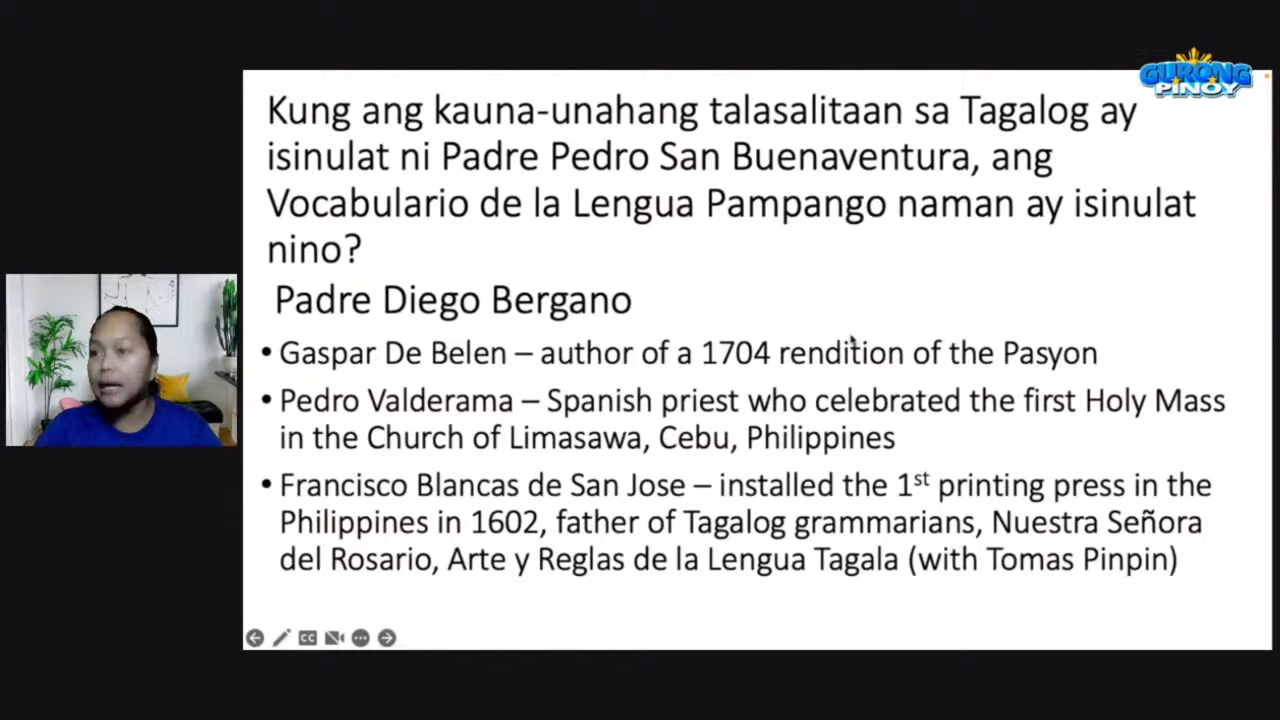 GURONG
PINOY
Kung ang kauna-unahang talasalitaan sa Tagalog ay
isinulat ni Padre Pedro San Buenaventura, ang
Vocabulario de la Lengua Pampango naman ay isinulat
nino?
Padre Diego Bergano
• Gaspar De Belen – author of a 1704 rendition of the Pasyon
• Pedro Valderama – Spanish priest who celebrated the first Holy Mass
in the Church of Limasawa, Cebu, Philippines
• Francisco Blancas de San Jose – installed the 1st printing press in the
Philippines in 1602, father of Tagalog grammarians, Nuestra Señora
del Rosario, Arte y Reglas de la Lengua Tagala (with Tomas Pinpin)
CC